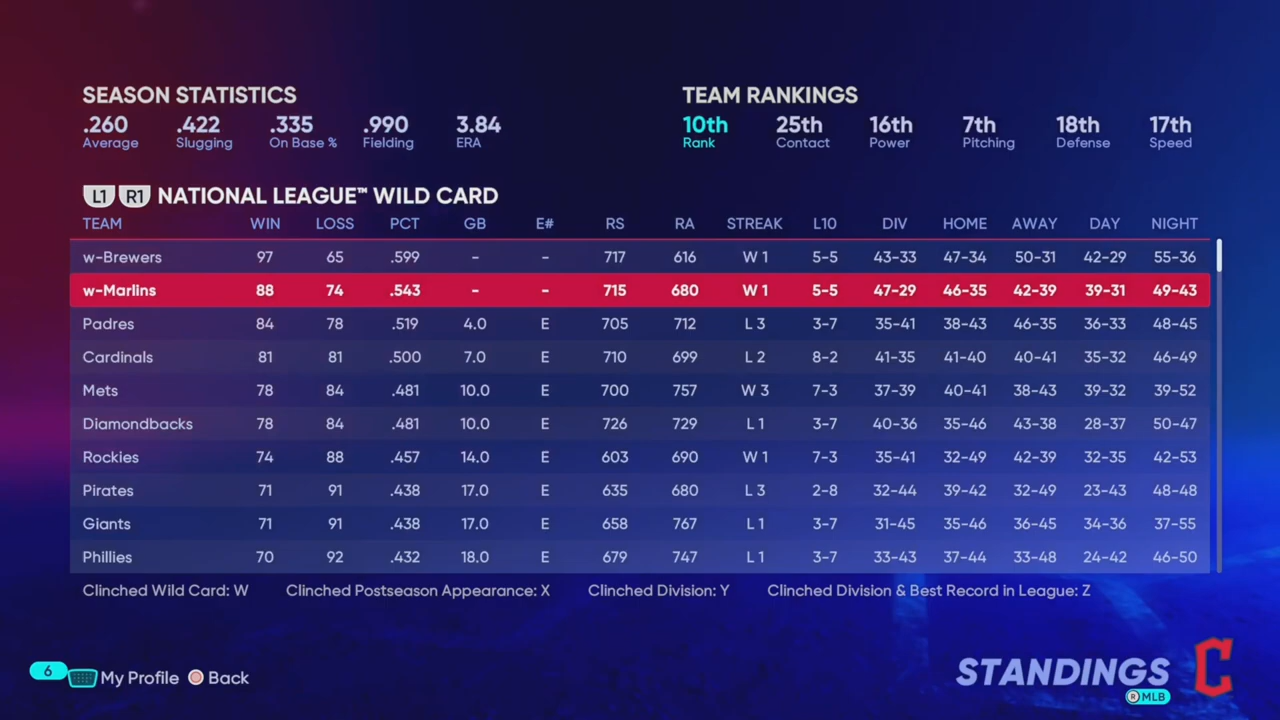 SEASON STATISTICS
.260 .422 .335 .990 3.84
Average Slugging On Base % Fielding ERA
TEAM RANKINGS
10th 25th 16th 7th 18th 17th
Rank Contact Power Pitching Defense Speed
L1 R1 NATIONAL LEAGUE™ WILD CARD
TEAM WIN LOSS PCT GB E# RS RA STREAK L10 DIV HOME AWAY DAY NIGHT
w-Brewers 97 65 .599 - - 717 616 W 1 5-5 43-33 47-34 50-31 42-29 55-36
w-Marlins 88 74 .543 - - 715 680 W 1 5-5 47-29 46-35 42-39 39-31 49-43
Padres 84 78 .519 4.0 E 705 712 L 3 3-7 35-41 38-43 46-35 36-33 48-45
Cardinals 81 81 .500 7.0 E 710 699 L 2 8-2 41-35 41-40 40-41 35-32 46-49
Mets 78 84 .481 10.0 E 700 757 W 3 7-3 37-39 40-41 38-43 39-32 39-52
Diamondbacks 78 84 .481 10.0 E 726 729 L 1 3-7 40-36 35-46 43-38 28-37 50-47
Rockies 74 88 .457 14.0 E 603 690 W 1 7-3 35-41 32-49 42-39 32-35 42-53
Pirates 71 91 .438 17.0 E 635 680 L 3 2-8 32-44 39-42 32-49 23-43 48-48
Giants 71 91 .438 17.0 E 658 767 L 1 3-7 31-45 35-46 36-45 34-36 37-55
Phillies 70 92 .432 18.0 E 679 747 L 1 3-7 33-43 37-44 33-48 24-42 46-50
Clinched Wild Card: W Clinched Postseason Appearance: X Clinched Division: Y Clinched Division & Best Record in League: Z
6 My Profile Back
STANDINGS C
R MLB